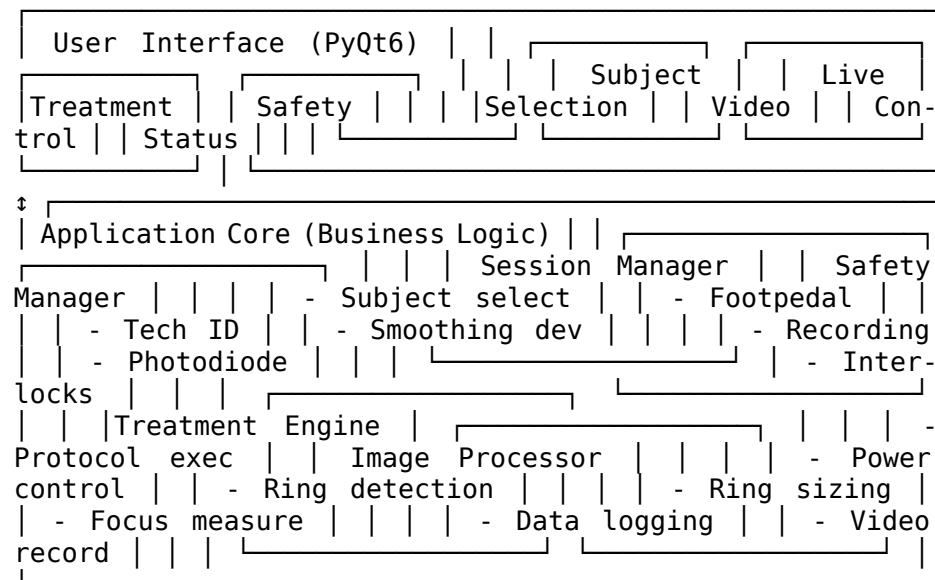 ┌─────────────────────────────────────────────
│ User Interface (PyQt6) │ │ ┌──────────┐ ┌──────────┐
┌──────────┐ ┌──────────┐ │ │ │ Subject │ │ Live │
│Treatment │ │ Safety │ │ │ │Selection │ │ Video │ │ Con-
trol │ │ Status │ │ │ └──────────┘ └──────────┘ └──────────┘
└──────────┘ │ └─────────────────────────────────────────────
↕ ┌─────────────────────────────────────────────
│ Application Core (Business Logic) │ │ ┌──────────────────┐
┌──────────────────┐ │ │ │ Session Manager │ │ Safety
Manager │ │ │ │ - Subject select │ │ - Footpedal │ │
│ │ - Tech ID │ │ - Smoothing dev │ │ │ │ - Recording
│ │ - Photodiode │ │ │ └──────────────────┘ │ - Inter-
locks │ │ │ ┌──────────────────┐ └──────────────────┘
│ │ │Treatment Engine │ ┌──────────────────┐ │ │ │ -
Protocol exec │ │ Image Processor │ │ │ │ - Power
control │ │ - Ring detection │ │ │ │ - Ring sizing │
│ - Focus measure │ │ │ │ - Data logging │ │ - Video
record │ │ │ └──────────────────┘ └──────────────────┘ │